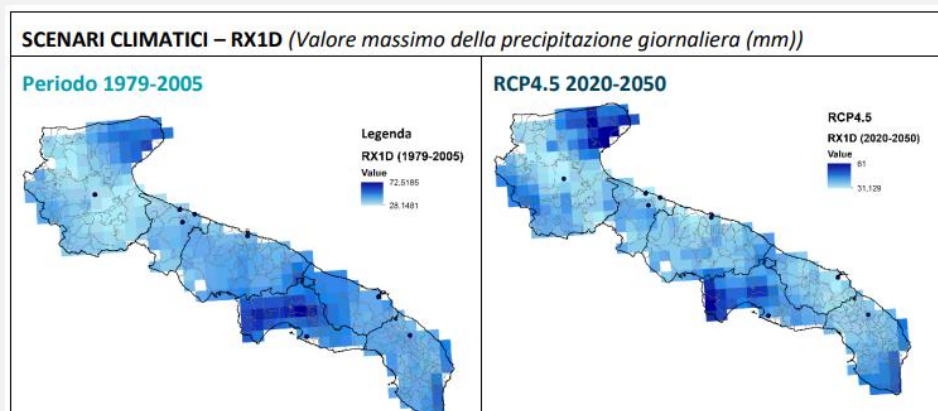 SCENARI CLIMATICI – RX1D (Valore massimo della precipitazione giornaliera (mm))
Periodo 1979-2005
Legenda
RX1D (1979-2005)
Value
72,5185
28,1481
RCP4.5 2020-2050
RCP4.5
RX1D (2020-2050)
Value
61
31,129